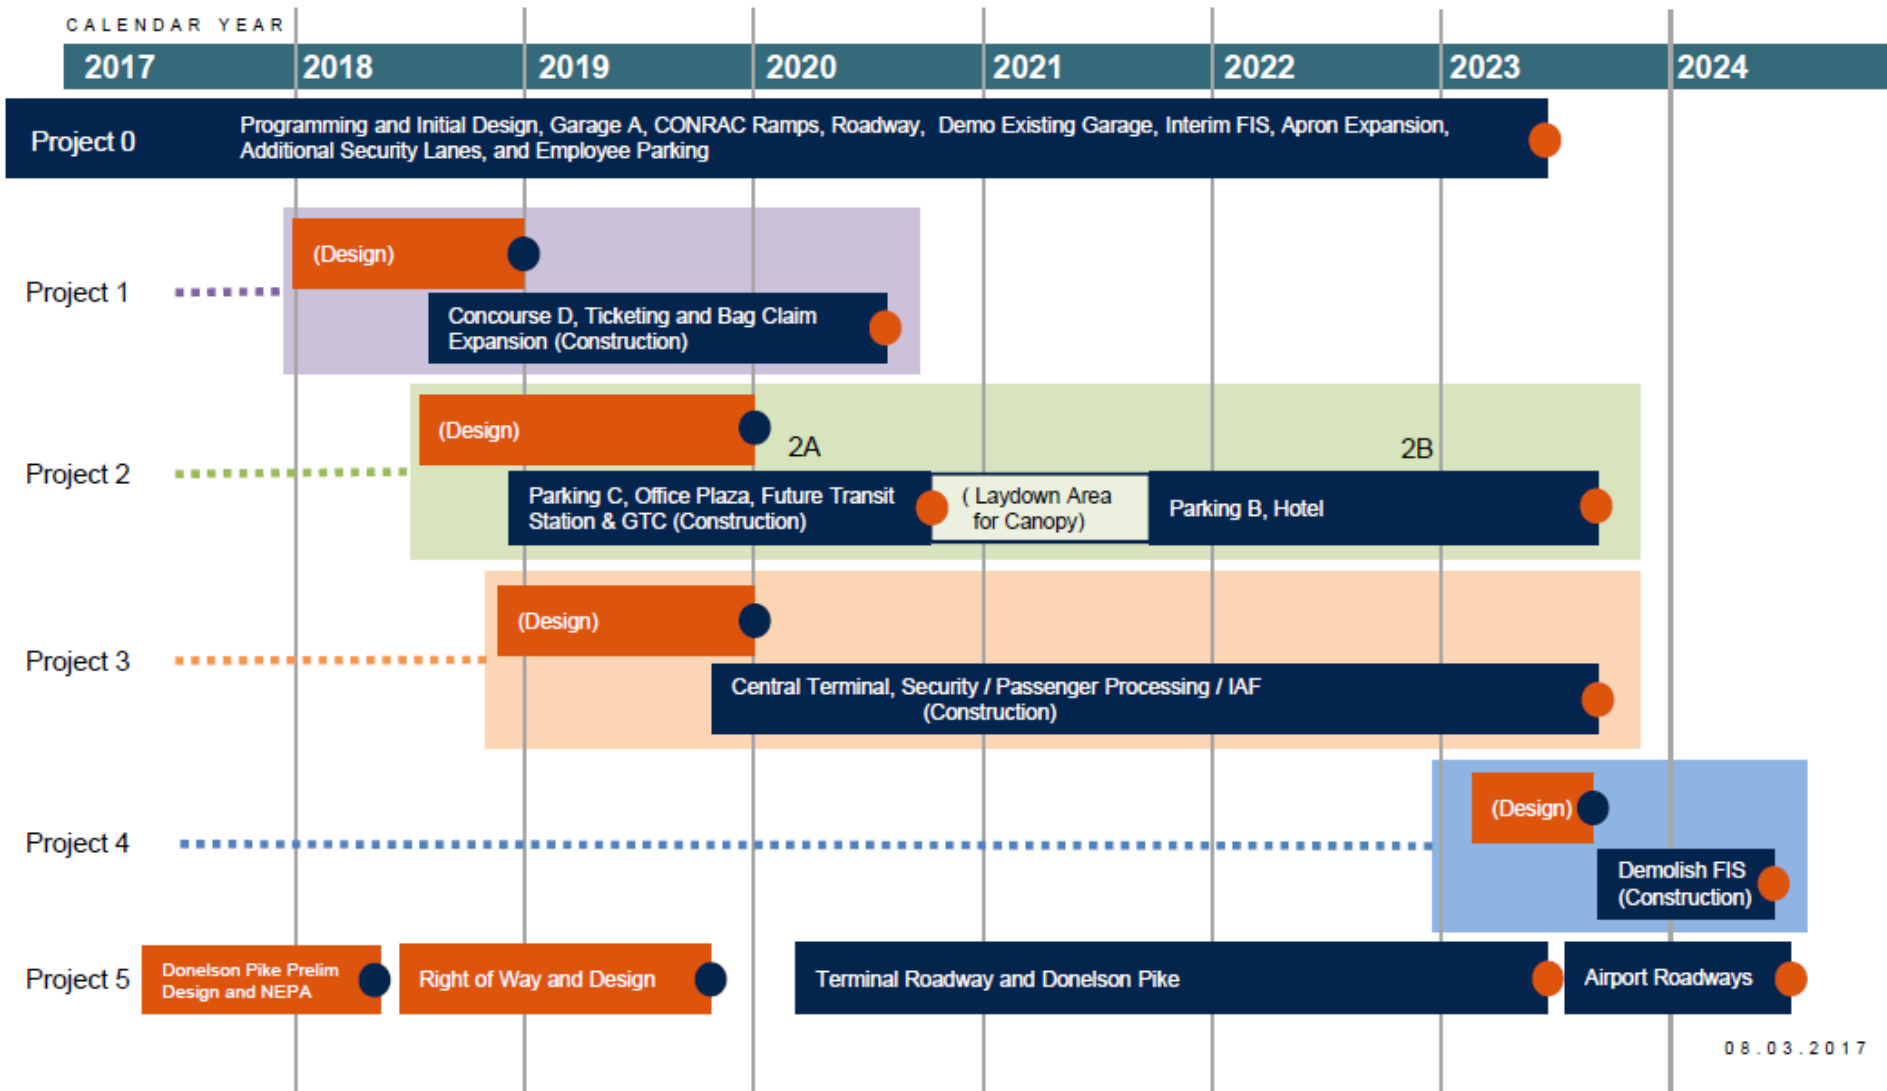 CALENDAR YEAR
2017 2018 2019 2020 2021 2022 2023 2024
Project 0
Programming and Initial Design, Garage A, CONRAC Ramps, Roadway, Demo Existing Garage, Interim FIS, Apron Expansion,
Additional Security Lanes, and Employee Parking
Project 1
(Design)
Concourse D, Ticketing and Bag Claim
Expansion (Construction)
Project 2
(Design)
2A
2B
Parking C, Office Plaza, Future Transit
Station & GTC (Construction)
( Laydown Area
for Canopy)
Parking B, Hotel
Project 3
(Design)
Central Terminal, Security / Passenger Processing / IAF
(Construction)
Project 4
(Design)
Demolish FIS
(Construction)
Project 5
Donelson Pike Prelim
Design and NEPA
Right of Way and Design
Terminal Roadway and Donelson Pike
Airport Roadways
08.03.2017